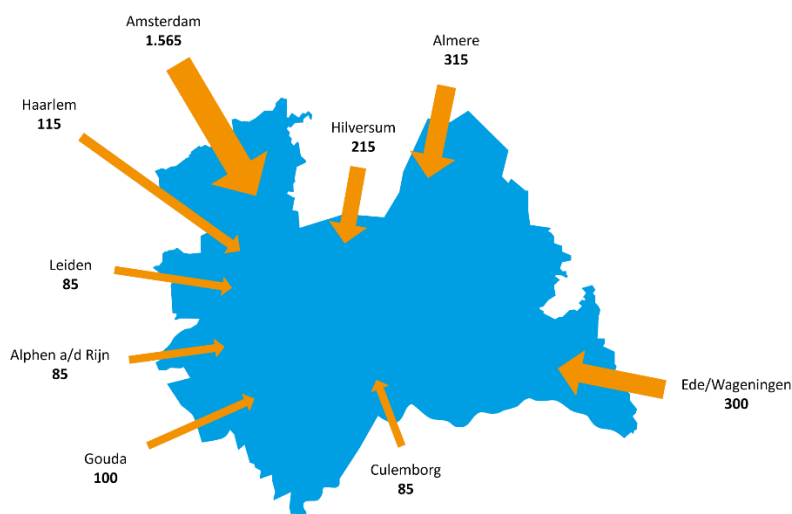 Amsterdam
1.565
Almere
315
Haarlem
115
Hilversum
215
Leiden
85
Alphen a/d Rijn
85
Ede/Wageningen
300
Gouda
100
Culemborg
85